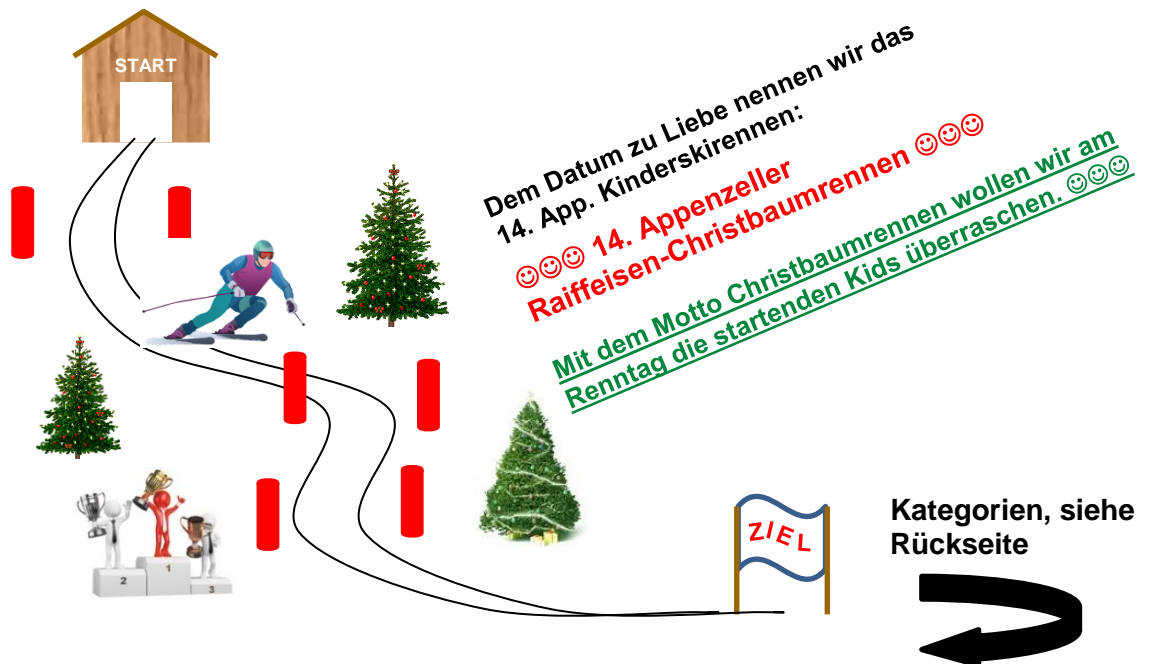 START
Dem Datum zu Liebe nennen wir das
14. App. Kinderskirennen:
☺☺☺ 14. Appenzeller
Raiffeisen-Christbaumrennen ☺☺☺
Mit dem Motto Christbaumrennen wollen wir am
Renntag die startenden Kids überraschen. ☺☺☺
2
1
3
ZIEL
Kategorien, siehe
Rückseite